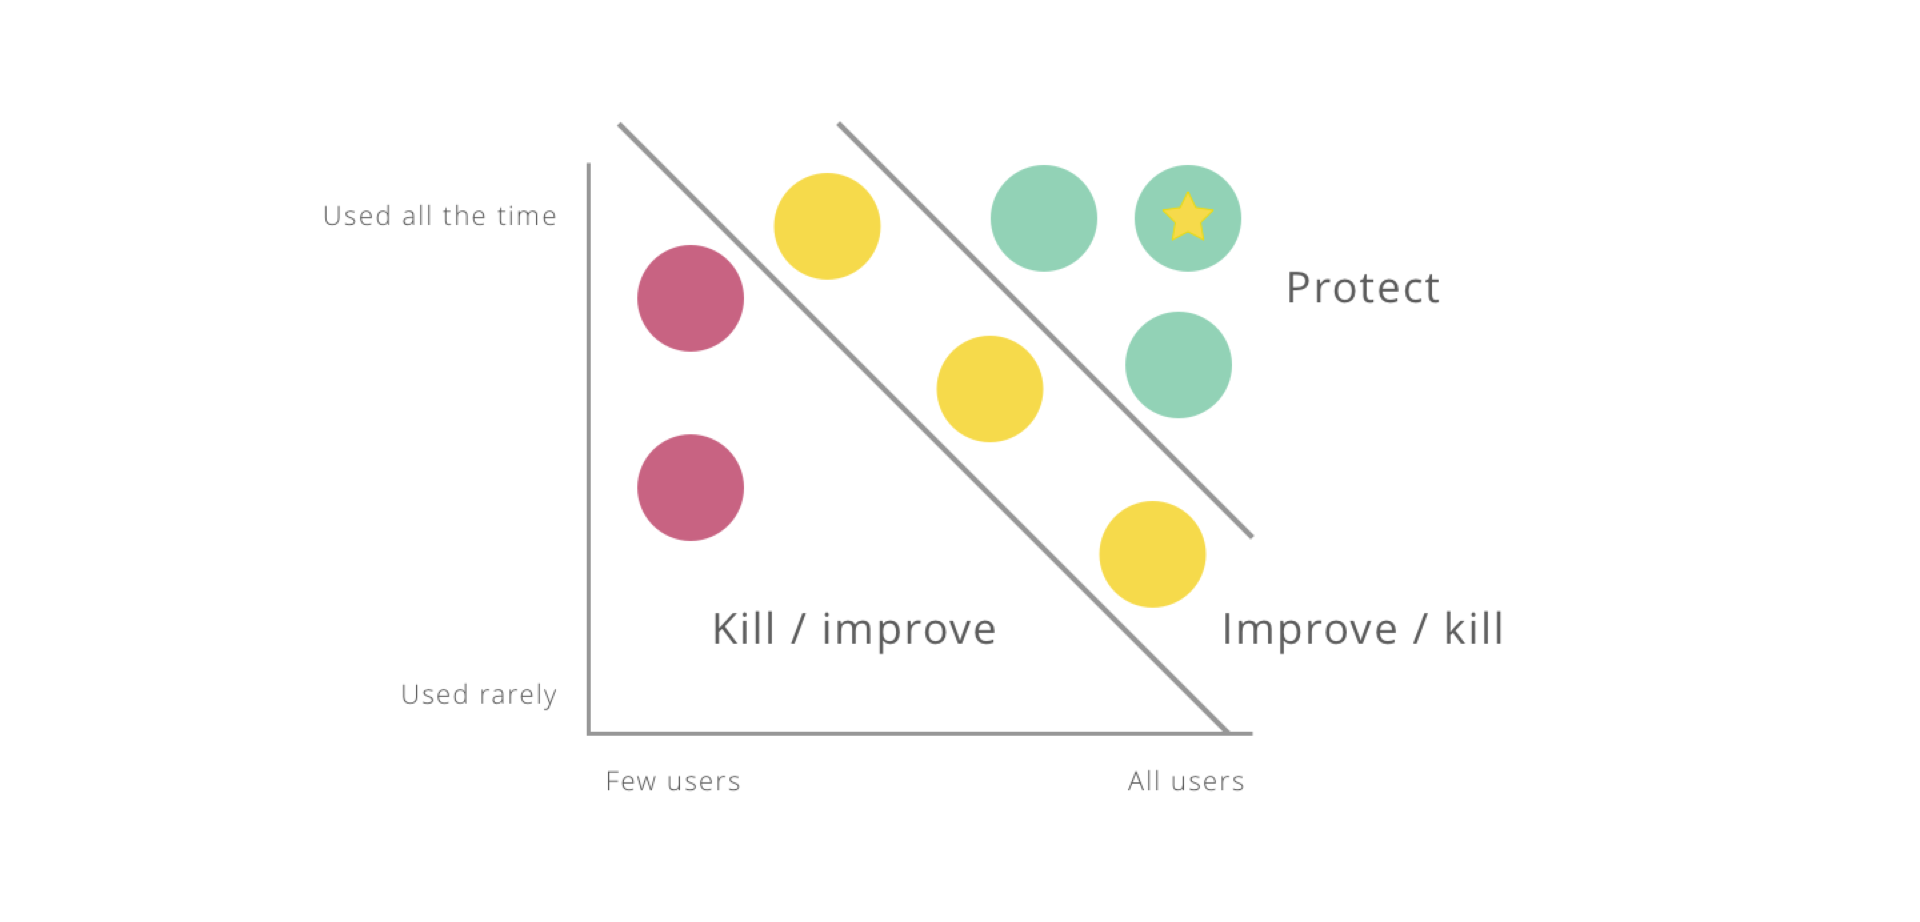 Used all the time
Protect
Kill / improve
Improve / kill
Used rarely
Few users
All users